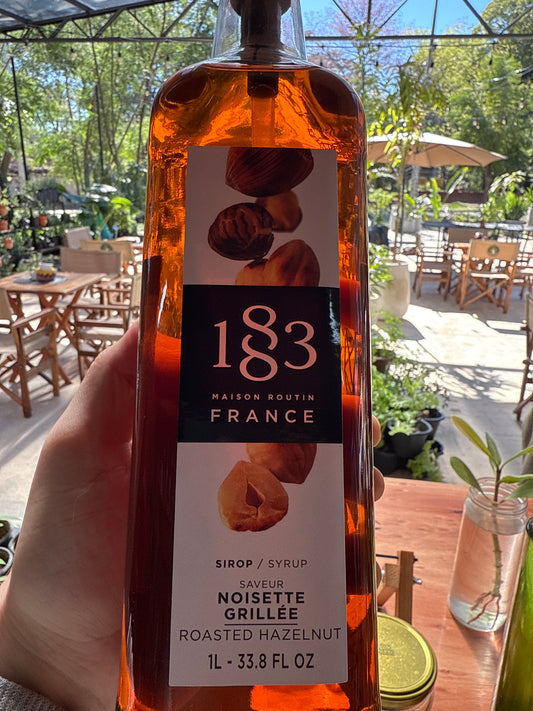 1883
MAISON ROUTIN
FRANCE
SIROP / SYRUP
SAVEUR
NOISETTE
GRILLÉE
ROASTED HAZELNUT
1L - 33.8 FL OZ